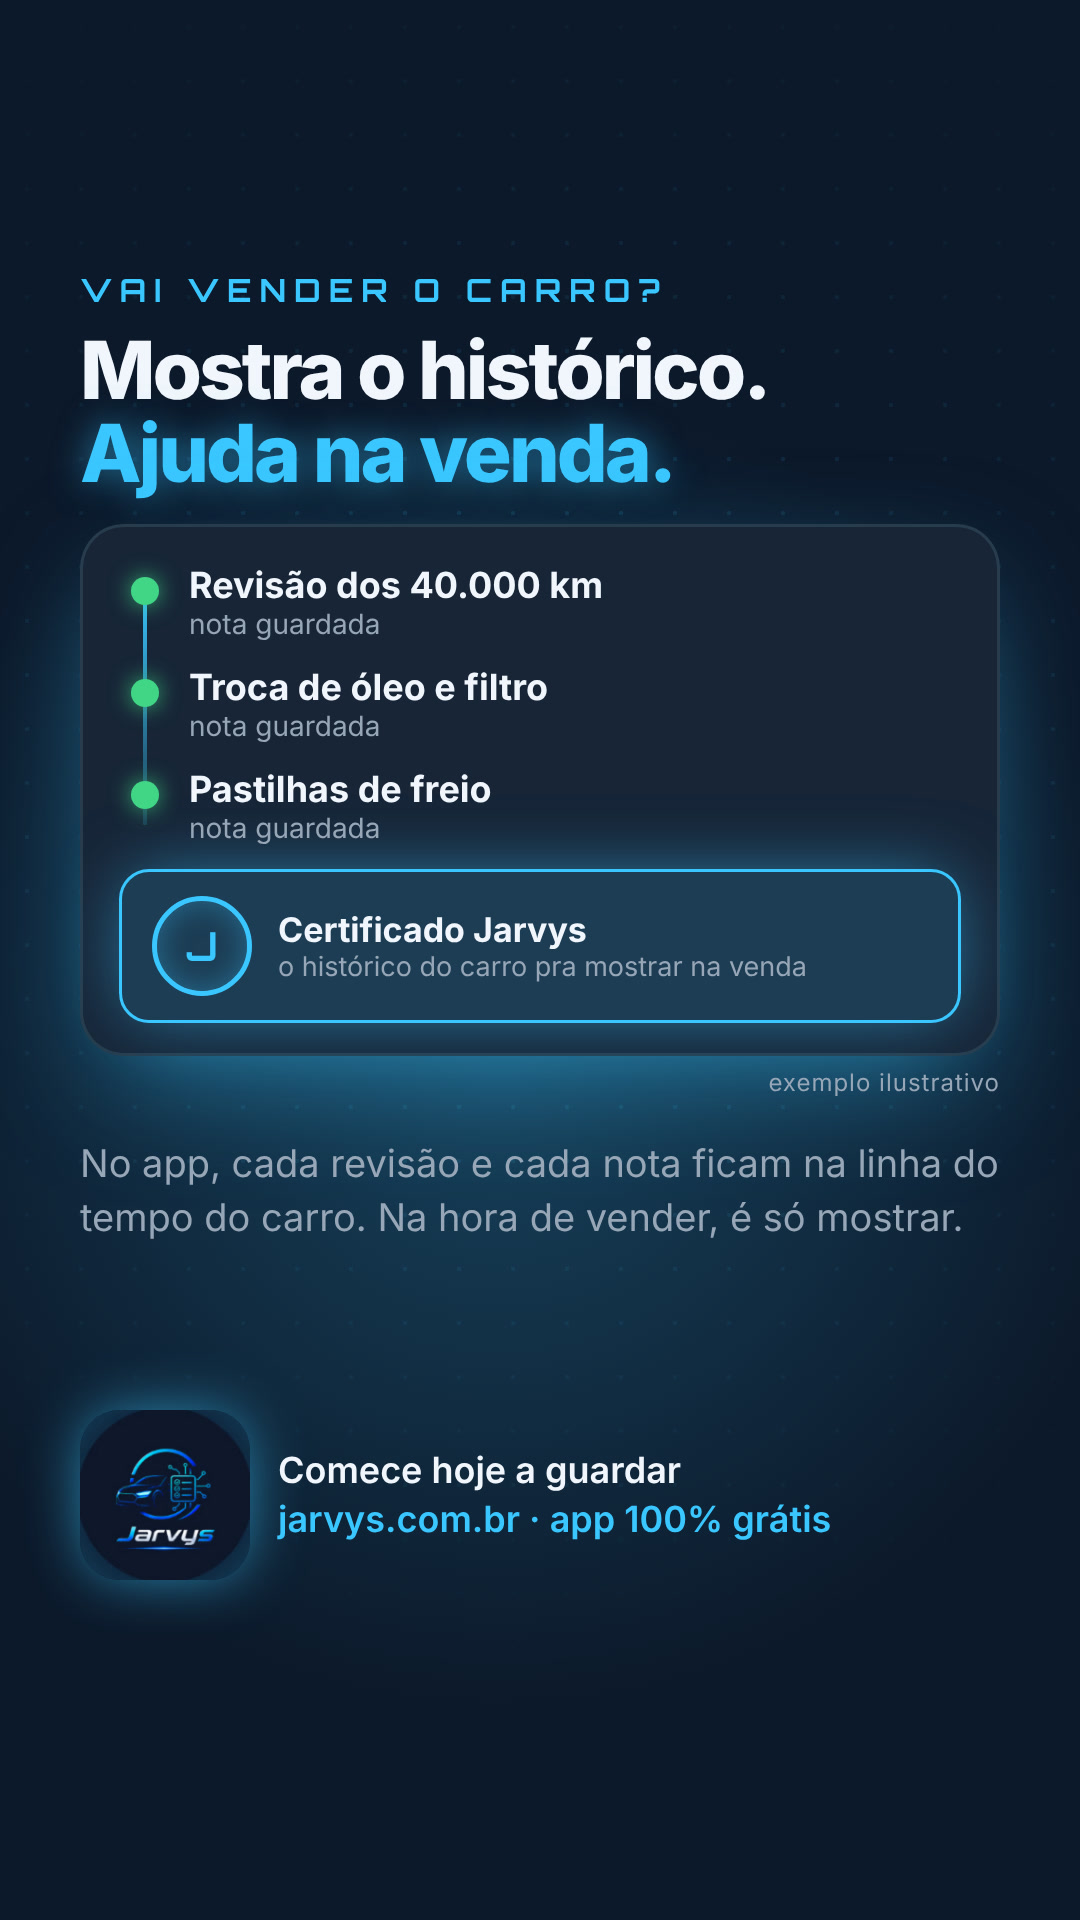 VAI VENDER O CARRO?
Mostra o histórico.
Ajuda na venda.
Revisão dos 40.000 km
nota guardada
Troca de óleo e filtro
nota guardada
Pastilhas de freio
nota guardada
J
Certificado Jarvys
o histórico do carro pra mostrar na venda
exemplo ilustrativo
No app, cada revisão e cada nota ficam na linha do
tempo do carro. Na hora de vender, é só mostrar.
Jarvys
Comece hoje a guardar
jarvys.com.br · app 100% grátis